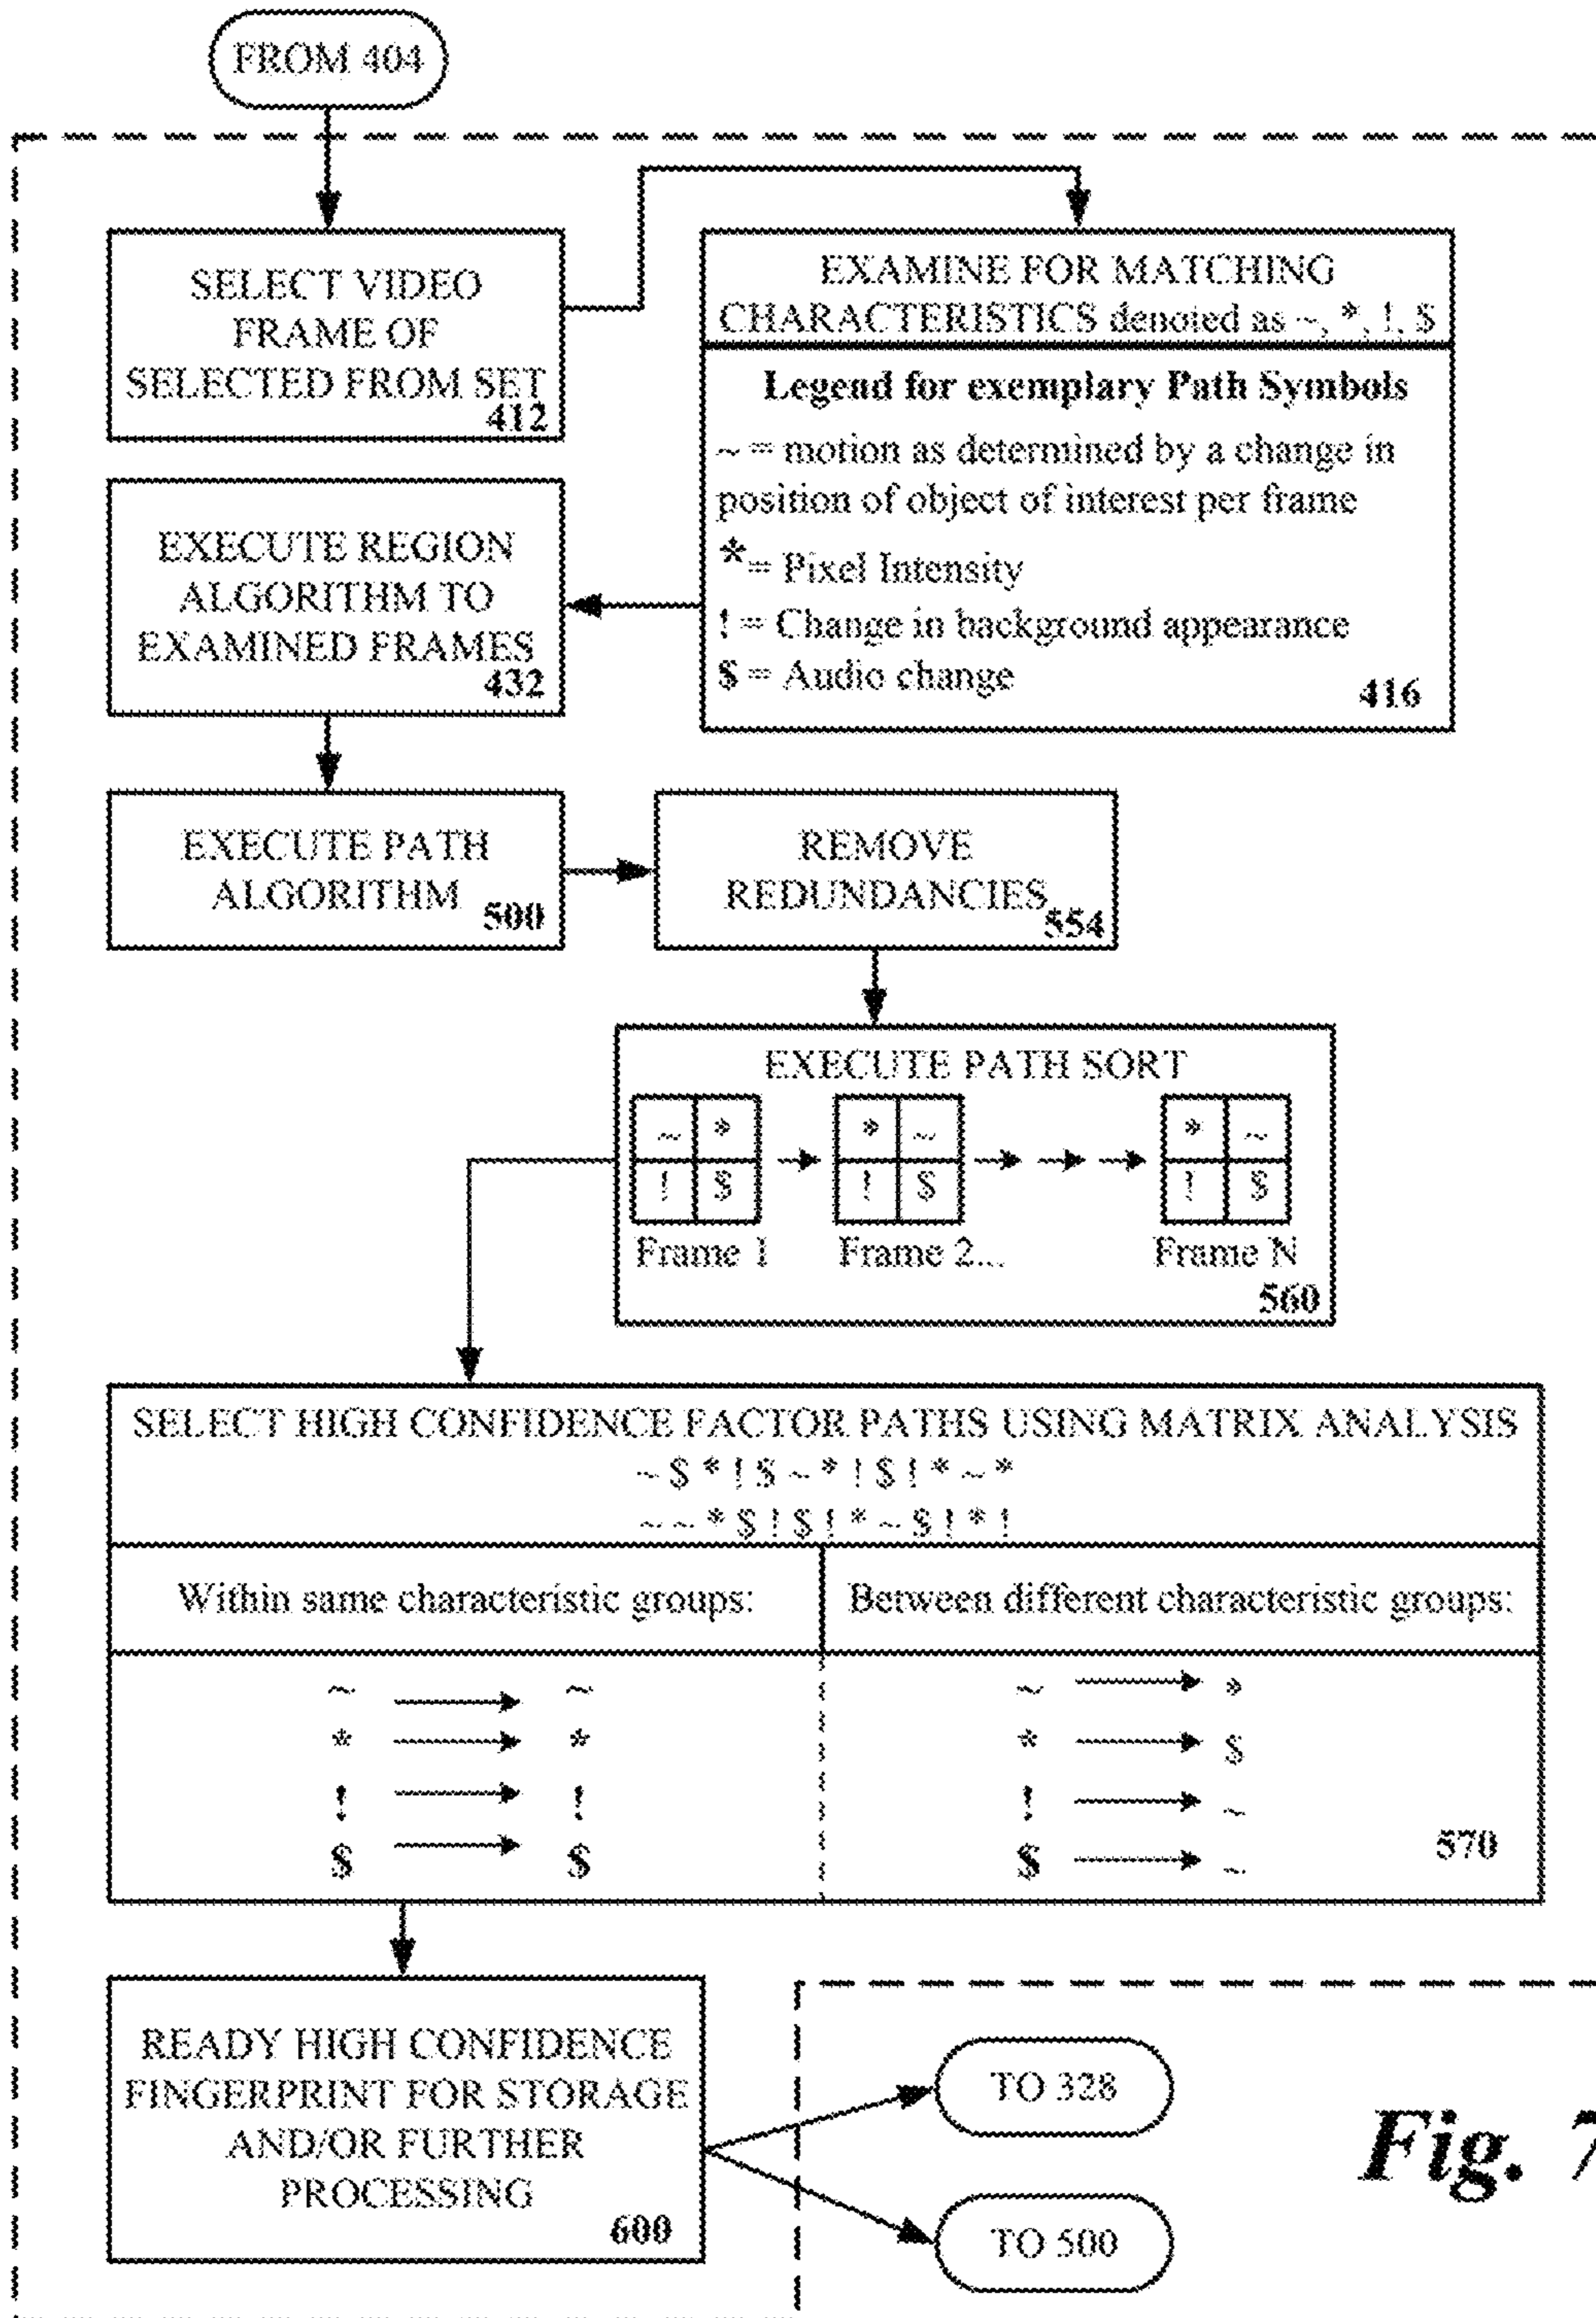 FROM 404
SELECT VIDEO
FRAME OF
SELECTED FROM SET
412
EXAMINE FOR MATCHING
CHARACTERISTICS denoted as ~, *, !, $
Legend for exemplary Path Symbols
~ = motion as determined by a change in
position of object of interest per frame
*= Pixel Intensity
! = Change in background appearance
$ = Audio change
416
EXECUTE REGION
ALGORITHM TO
EXAMINED FRAMES
432
EXECUTE PATH
ALGORITHM
500
REMOVE
REDUNDANCIES
554
EXECUTE PATH SORT
~ * * ~ * ~
! $ ! $ ! $
Frame 1 Frame 2... Frame N
560
SELECT HIGH CONFIDENCE FACTOR PATHS USING MATRIX ANALYSIS
~ $ * ! $ ~ * ! $ ! * ~ *
~ ~ * $ ! $ ! * ~ $ ! * !
Within same characteristic groups:
Between different characteristic groups:
~ ~
* *
! !
$ $
~ *
* $
! ~
$ ~
570
READY HIGH CONFIDENCE
FINGERPRINT FOR STORAGE
AND/OR FURTHER
PROCESSING
600
TO 328
TO 500
Fig. 7